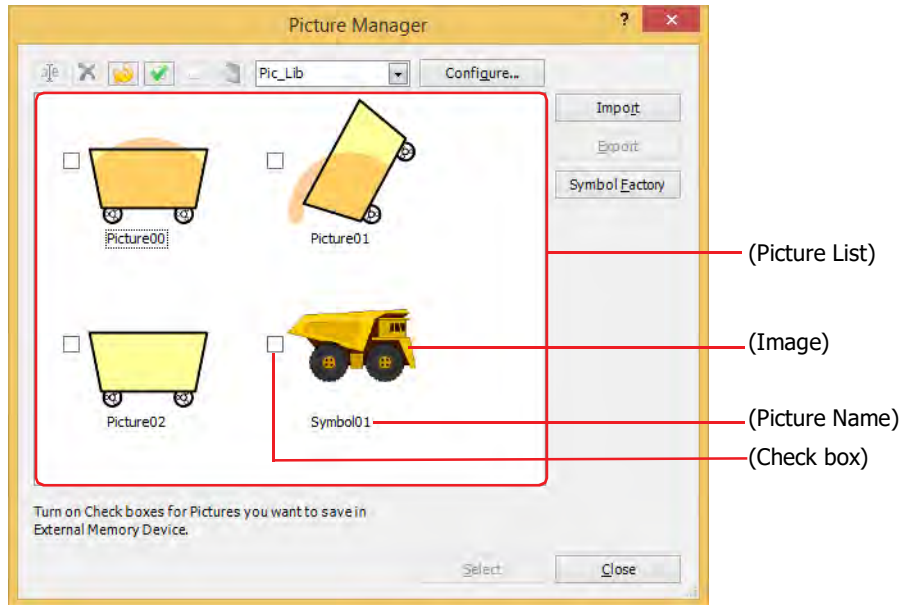 Picture Manager
?
Pic_Lib
Configure...
Import
Export
Symbol Factory
Picture00
Picture01
(Picture List)
(Image)
Picture02
Symbol01
(Picture Name)
(Check box)
Turn on Check boxes for Pictures you want to save in
External Memory Device.
Select
Close